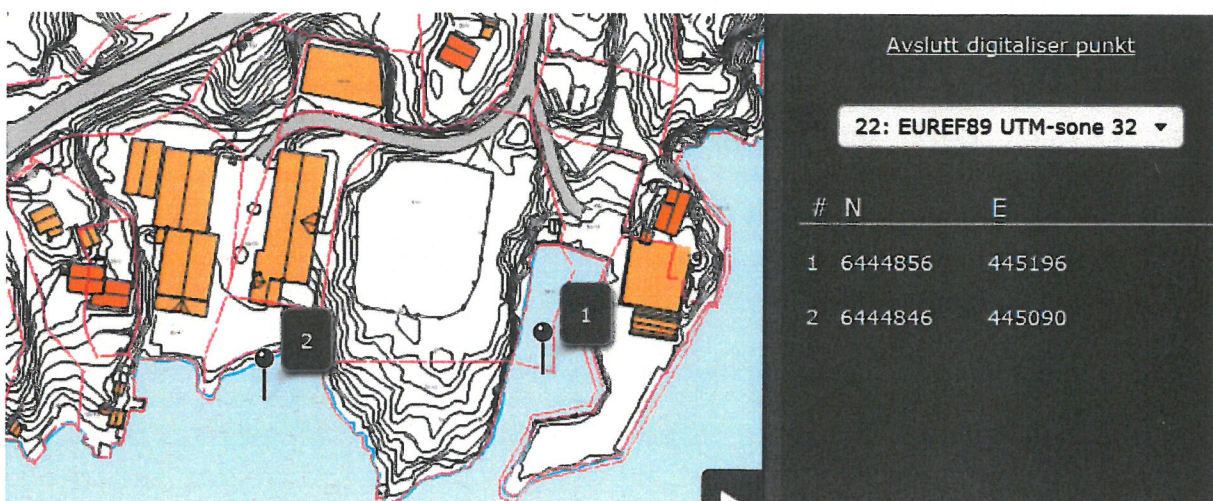 Avslutt digitaliser punkt
22: EUREF89 UTM-sone 32
# N E
1 6444856 445196
2 6444846 445090
1
2